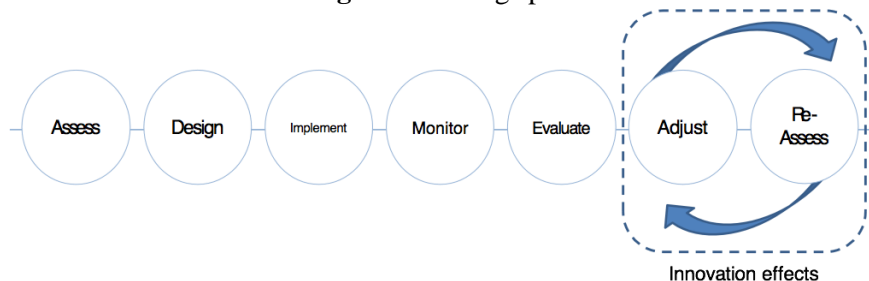 Assess
Design
Implement
Monitor
Evaluate
Adjust
Re-
Assess
Innovation effects